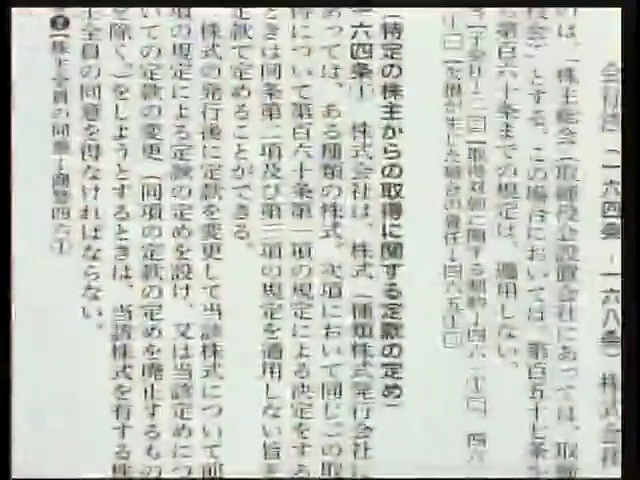 会社法（一六四条―一六八条）株式会社
のは、「株主総会（取締役会設置会社にあっては、取締
役会）」とする。この場合においては、第百五十七条か
ら第百六十条までの規定は、適用しない。
（特定の株主からの取得に関する定款の定め）
一六四条① 株式会社は、株式（種類株式発行会社に
あっては、ある種類の株式。次項において同じ。）の取
得について第百六十条第一項の規定による決定をする
ときは同条第二項及び第三項の規定を適用しない旨を
定款で定めることができる。
株式の発行後に定款を変更して当該株式について前
項の規定による定款の定めを設け、又は当該定めにつ
いての定款の変更（同項の定款の定めを廃止するもの
を除く。）をしようとするときは、当該株式を有する株
主全員の同意を得なければならない。